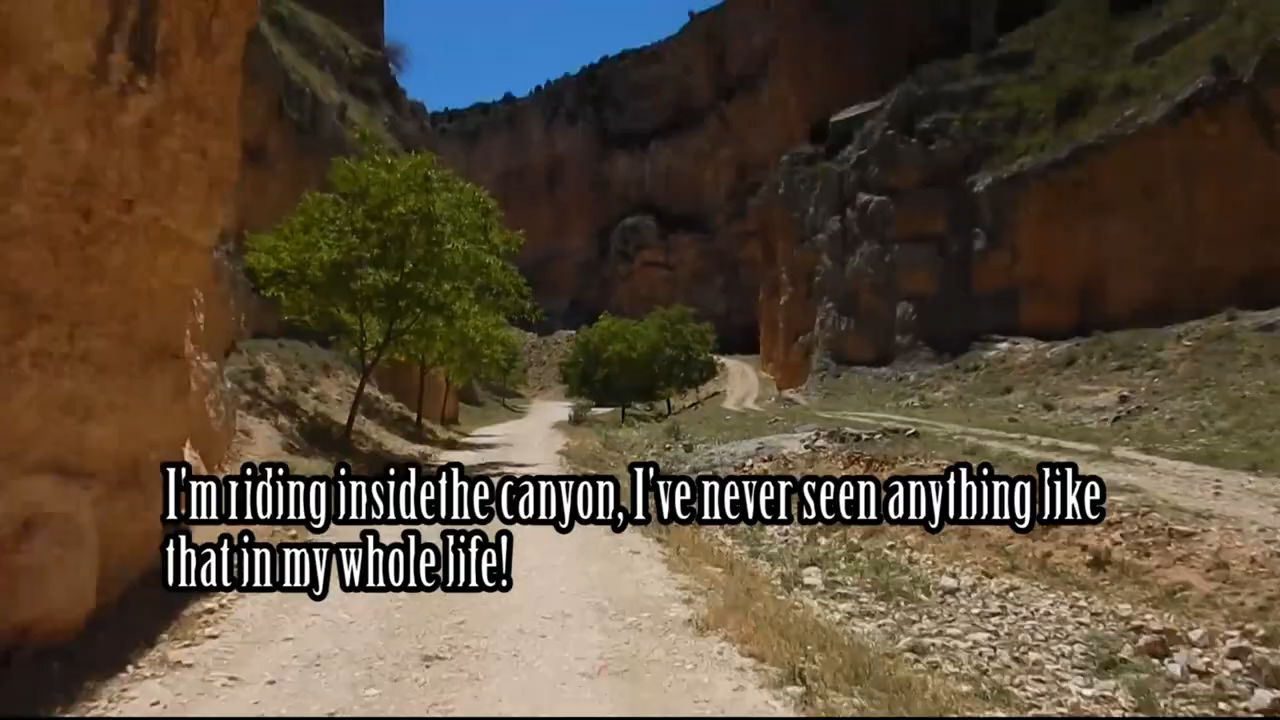 I'm riding insidethe canyon, I've never seen anything like
that in my whole life!